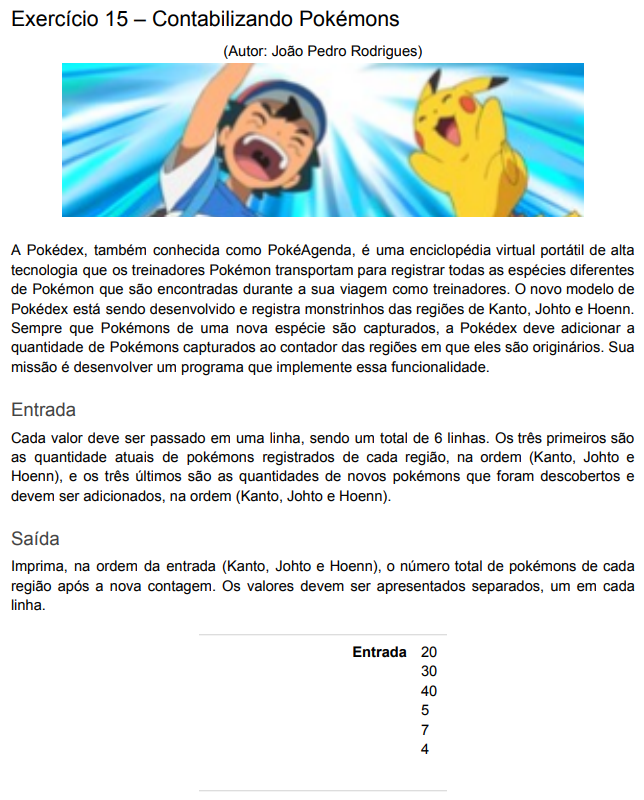 Exercício 15 – Contabilizando Pokémons
(Autor: João Pedro Rodrigues)
A Pokédex, também conhecida como PokéAgenda, é uma enciclopédia virtual portátil de alta
tecnologia que os treinadores Pokémon transportam para registrar todas as espécies diferentes
de Pokémon que são encontradas durante a sua viagem como treinadores. O novo modelo de
Pokédex está sendo desenvolvido e registra monstrinhos das regiões de Kanto, Johto e Hoenn.
Sempre que Pokémons de uma nova espécie são capturados, a Pokédex deve adicionar a
quantidade de Pokémons capturados ao contador das regiões em que eles são originários. Sua
missão é desenvolver um programa que implemente essa funcionalidade.
Entrada
Cada valor deve ser passado em uma linha, sendo um total de 6 linhas. Os três primeiros são
as quantidade atuais de pokémons registrados de cada região, na ordem (Kanto, Johto e
Hoenn), e os três últimos são as quantidades de novos pokémons que foram descobertos e
devem ser adicionados, na ordem (Kanto, Johto e Hoenn).
Saída
Imprima, na ordem da entrada (Kanto, Johto e Hoenn), o número total de pokémons de cada
região após a nova contagem. Os valores devem ser apresentados separados, um em cada
linha.
Entrada 20
30
40
5
7
4